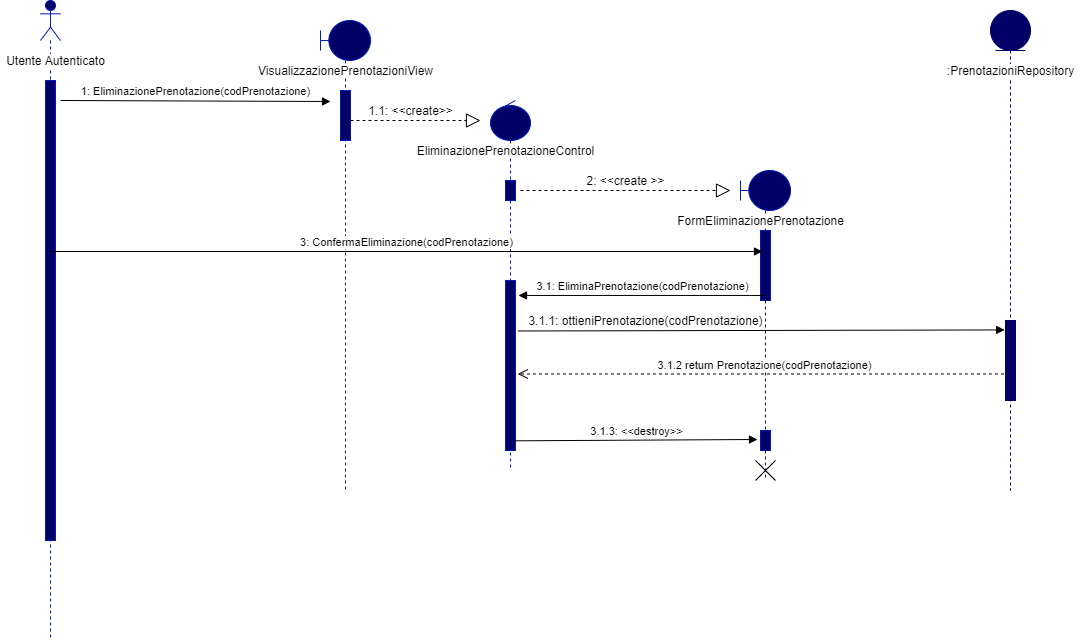 Utente Autenticato
VisualizzazionePrenotazioniView
:PrenotazioniRepository
1: EliminazionePrenotazione(codPrenotazione)
1.1: <<create>>
EliminazionePrenotazioneControl
2: <<create >>
FormEliminazionePrenotazione
3: ConfermaEliminazione(codPrenotazione)
3.1: EliminaPrenotazione(codPrenotazione)
3.1.1: ottieniPrenotazione(codPrenotazione)
3.1.2 return Prenotazione(codPrenotazione)
3.1.3: <<destroy>>